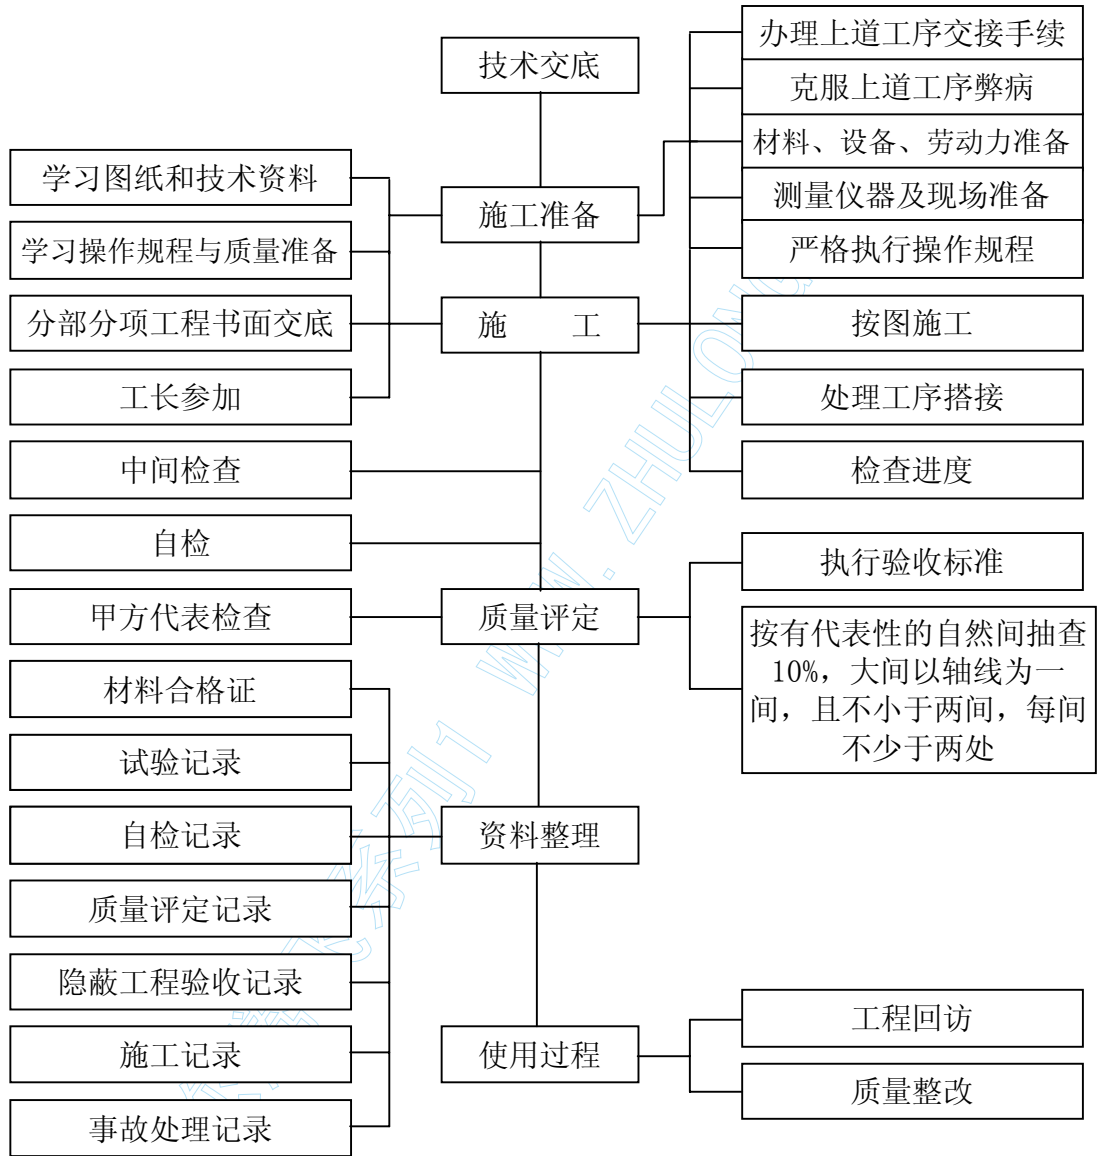 办理上道工序交接手续
技术交底
克服上道工序弊病
材料、设备、劳动力准备
学习图纸和技术资料
测量仪器及现场准备
施工准备
学习操作规程与质量准备
严格执行操作规程
分部分项工程书面交底
施 工
按图施工
工长参加
处理工序搭接
中间检查
检查进度
自检
执行验收标准
甲方代表检查
质量评定
按有代表性的自然间抽查
10%，大间以轴线为一
间，且不小于两间，每间
不少于两处
材料合格证
试验记录
自检记录
资料整理
质量评定记录
隐蔽工程验收记录
工程回访
施工记录
使用过程
质量整改
事故处理记录
WWW.ZHULONG
系列1